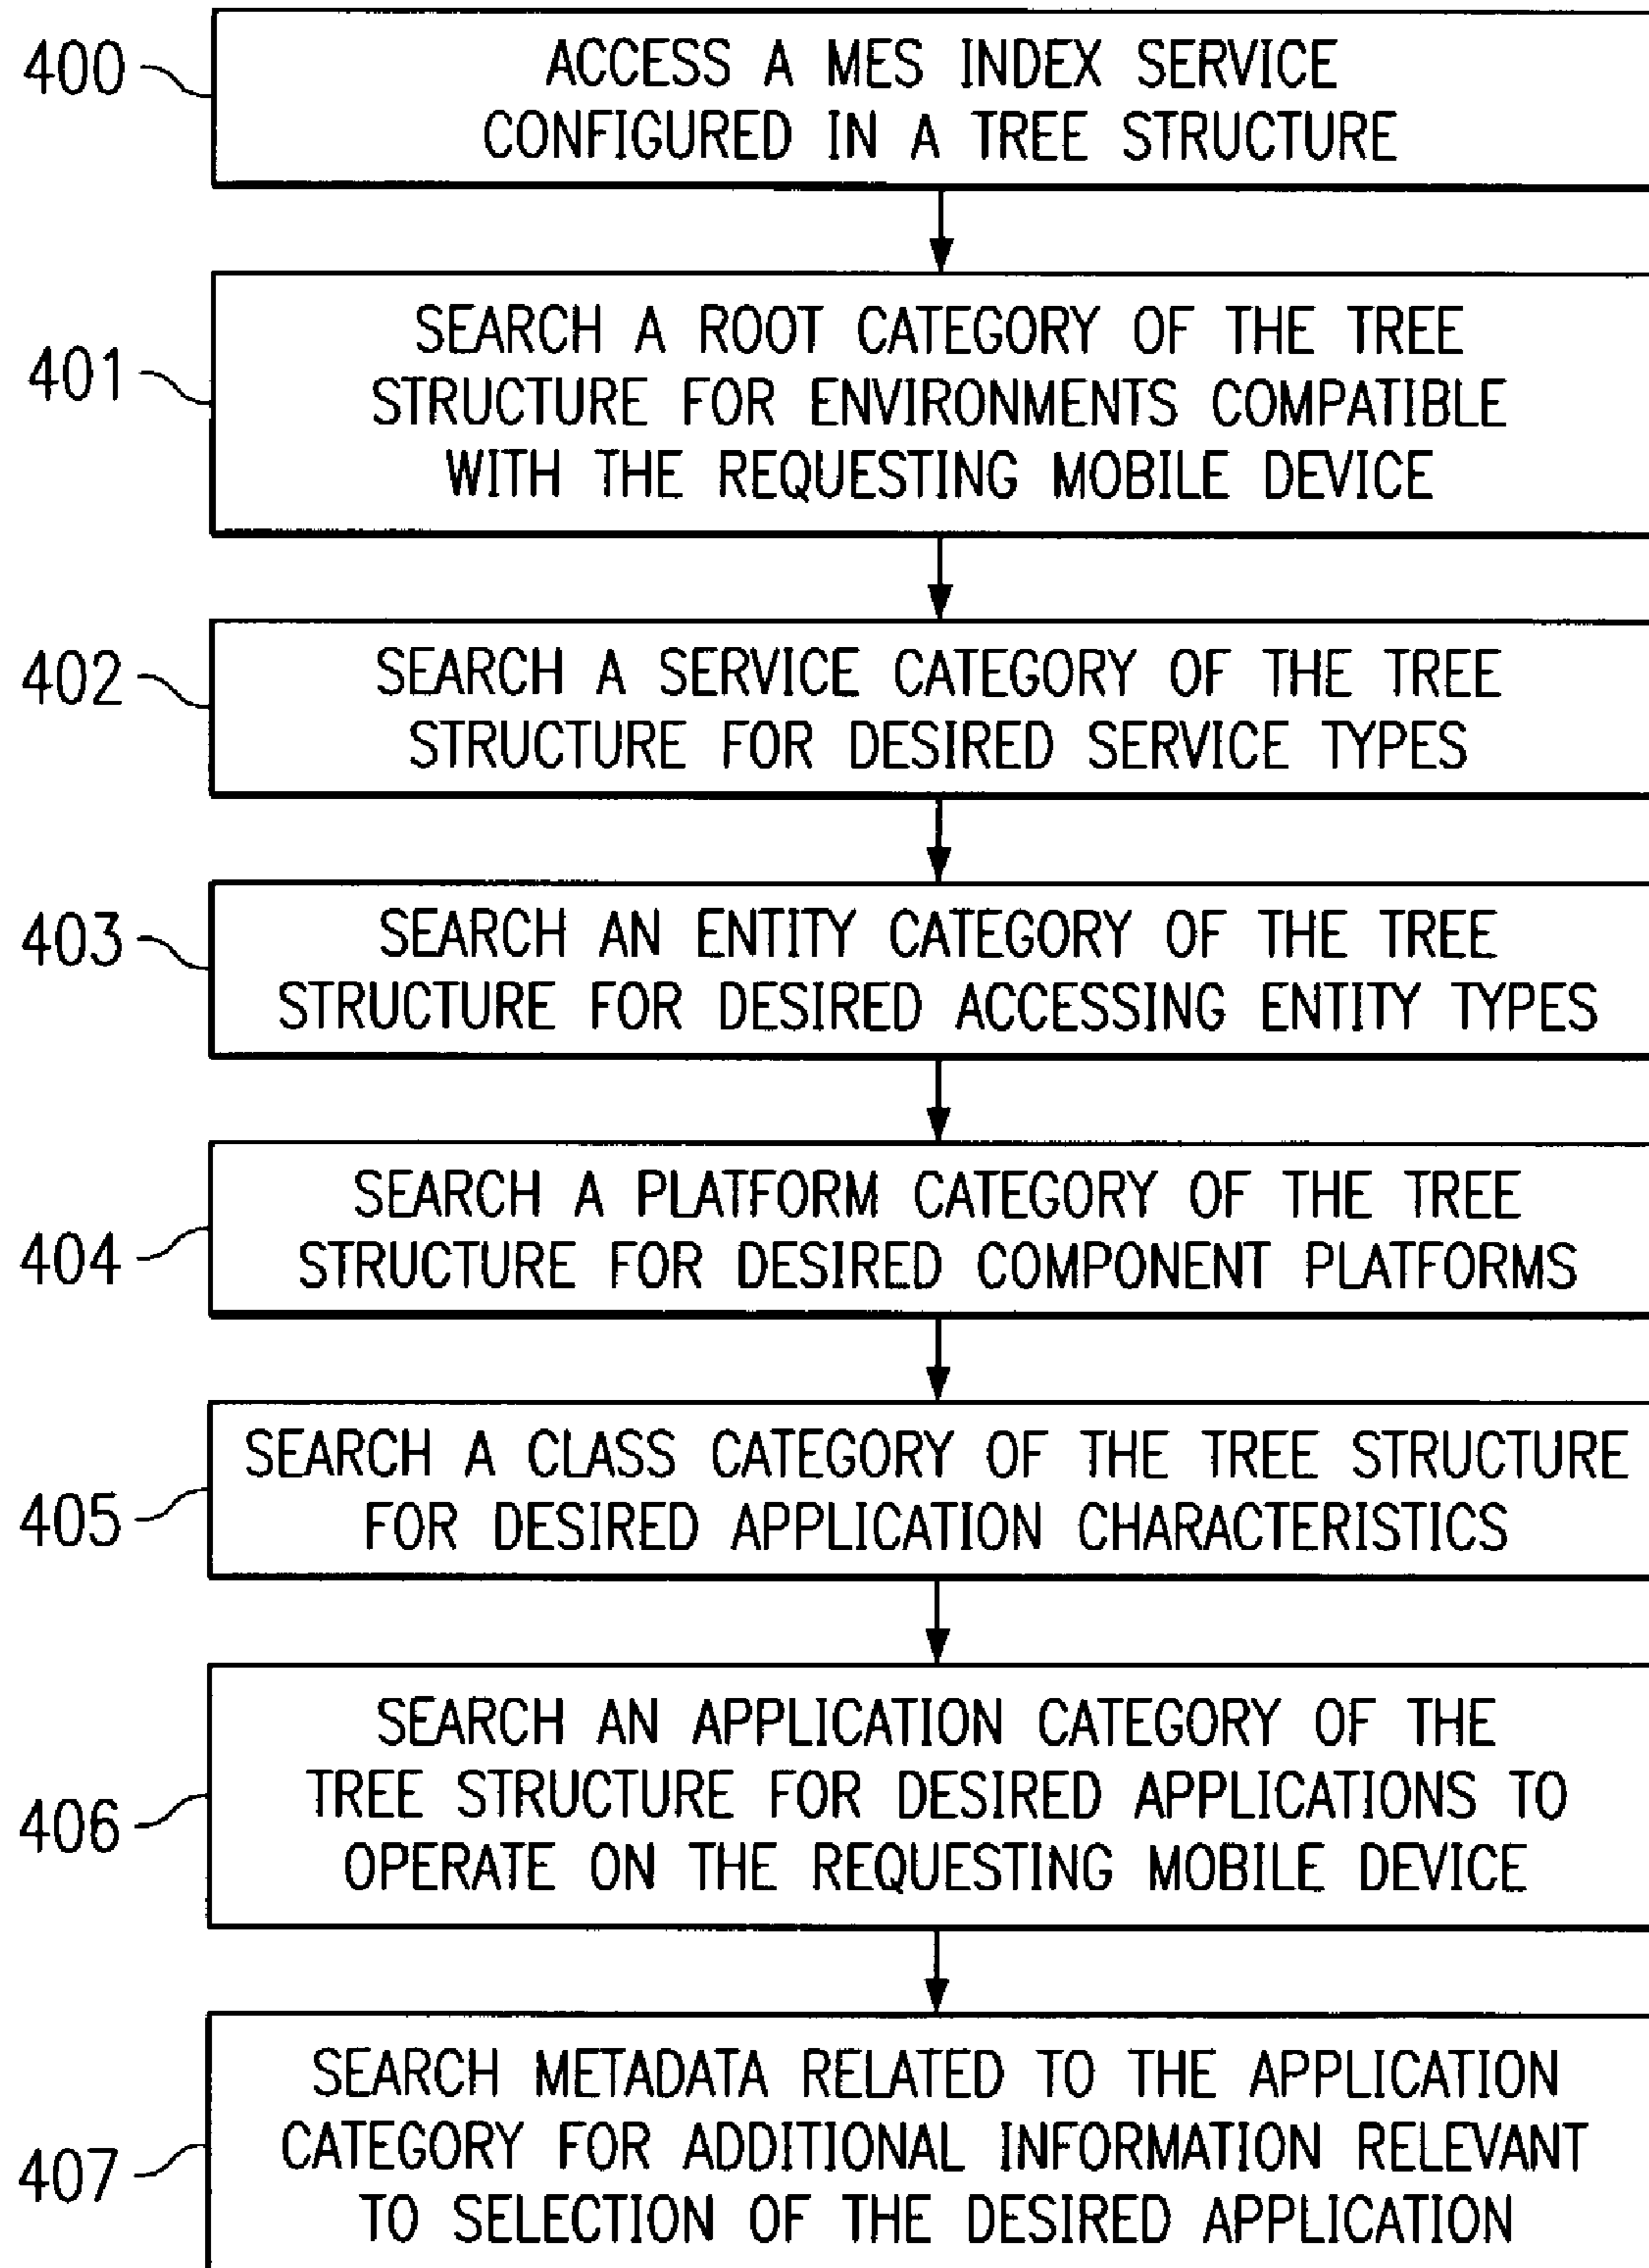 400
ACCESS A MES INDEX SERVICE
CONFIGURED IN A TREE STRUCTURE
401
SEARCH A ROOT CATEGORY OF THE TREE
STRUCTURE FOR ENVIRONMENTS COMPATIBLE
WITH THE REQUESTING MOBILE DEVICE
402
SEARCH A SERVICE CATEGORY OF THE TREE
STRUCTURE FOR DESIRED SERVICE TYPES
403
SEARCH AN ENTITY CATEGORY OF THE TREE
STRUCTURE FOR DESIRED ACCESSING ENTITY TYPES
404
SEARCH A PLATFORM CATEGORY OF THE TREE
STRUCTURE FOR DESIRED COMPONENT PLATFORMS
405
SEARCH A CLASS CATEGORY OF THE TREE STRUCTURE
FOR DESIRED APPLICATION CHARACTERISTICS
406
SEARCH AN APPLICATION CATEGORY OF THE
TREE STRUCTURE FOR DESIRED APPLICATIONS TO
OPERATE ON THE REQUESTING MOBILE DEVICE
407
SEARCH METADATA RELATED TO THE APPLICATION
CATEGORY FOR ADDITIONAL INFORMATION RELEVANT
TO SELECTION OF THE DESIRED APPLICATION